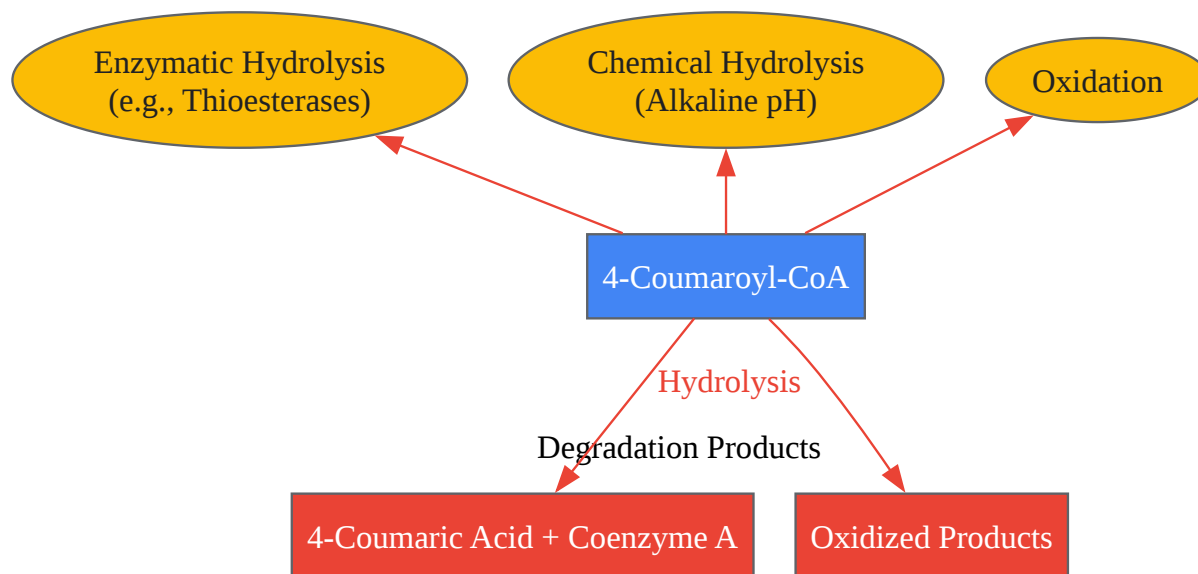 Enzymatic Hydrolysis
(e.g., Thioesterases)
Chemical Hydrolysis
(Alkaline pH)
Oxidation
4-Coumaroyl-CoA
Hydrolysis
Degradation Products
4-Coumaric Acid + Coenzyme A
Oxidized Products